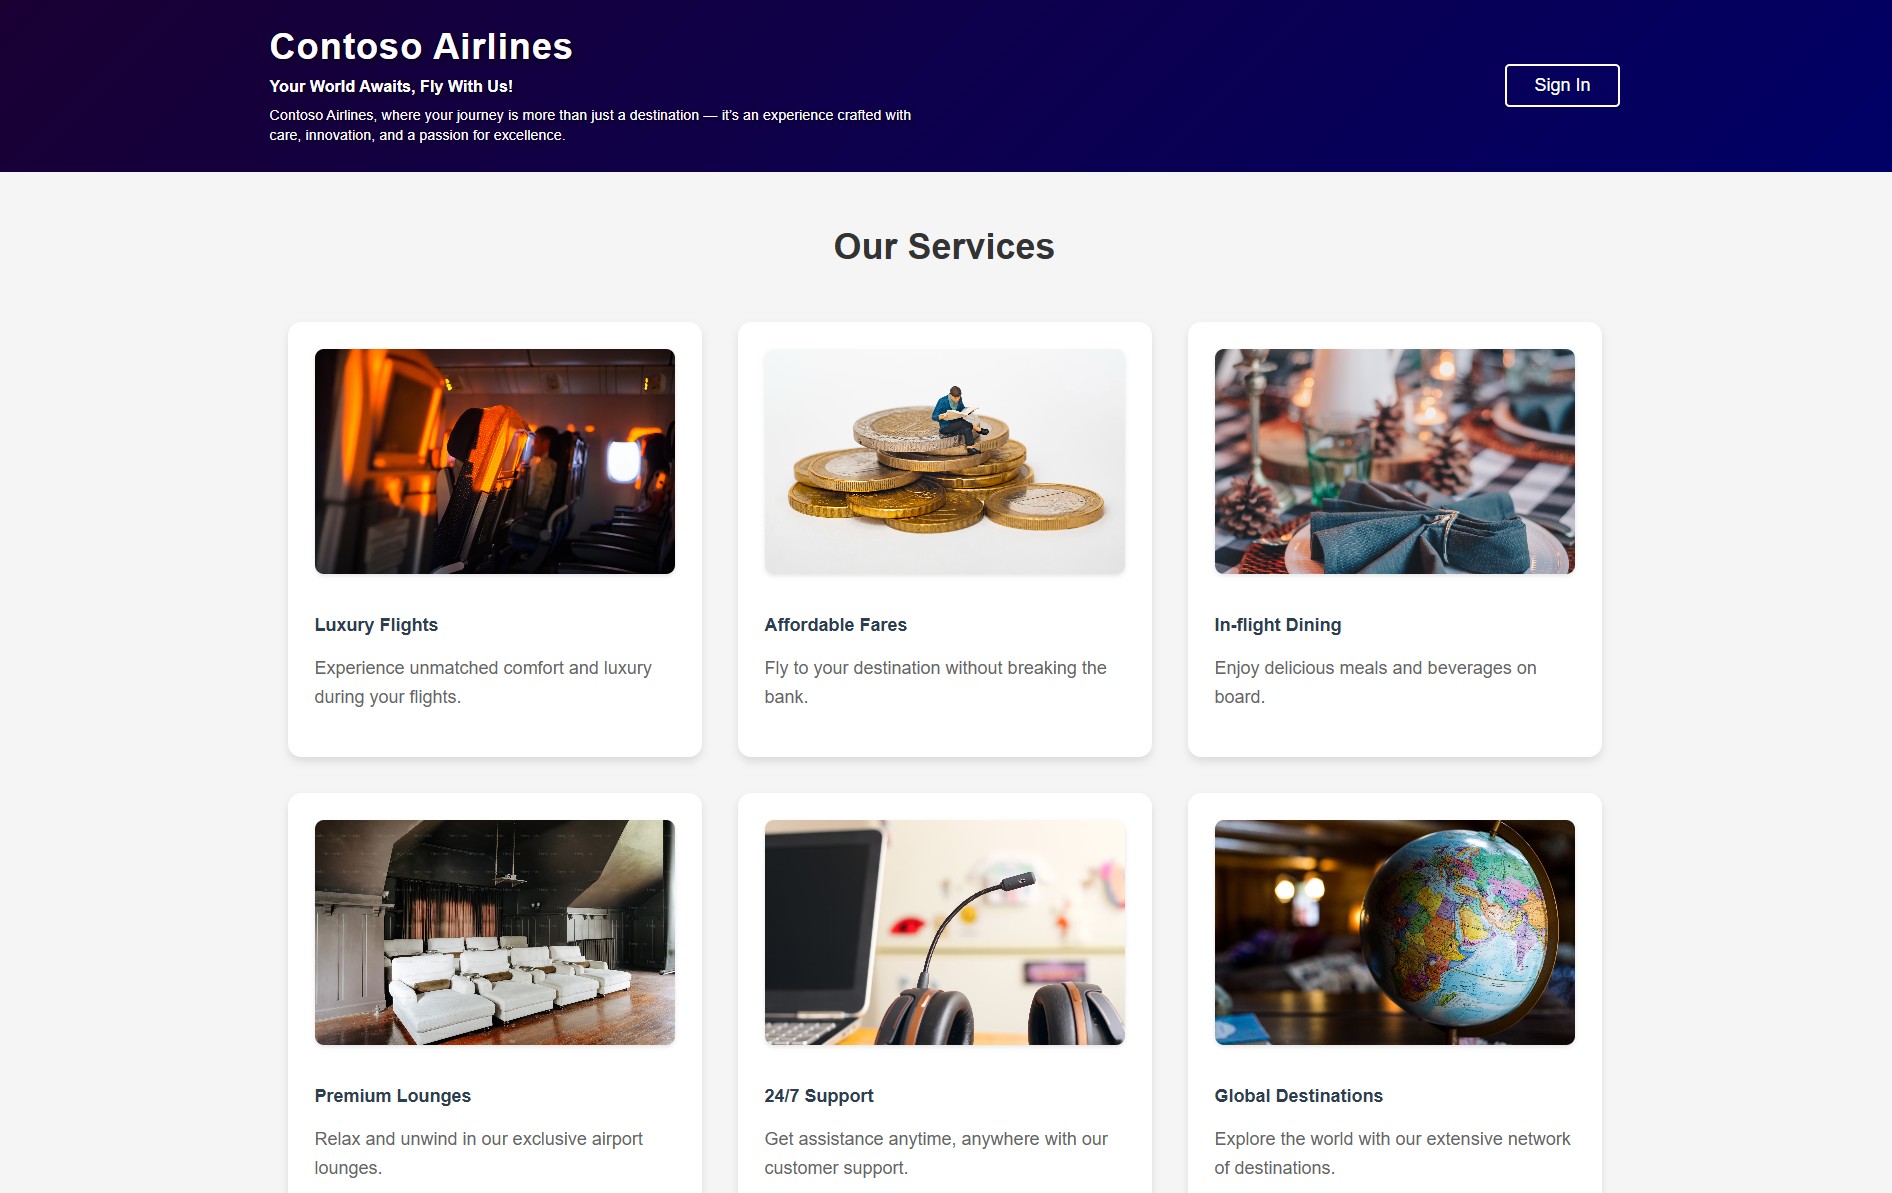 Contoso Airlines
Your World Awaits, Fly With Us!
Contoso Airlines, where your journey is more than just a destination — it's an experience crafted with
care, innovation, and a passion for excellence.
Sign In
Our Services
Luxury Flights
Experience unmatched comfort and luxury
during your flights.
Affordable Fares
Fly to your destination without breaking the
bank.
In-flight Dining
Enjoy delicious meals and beverages on
board.
Premium Lounges
Relax and unwind in our exclusive airport
lounges.
24/7 Support
Get assistance anytime, anywhere with our
customer support.
Global Destinations
Explore the world with our extensive network
of destinations.